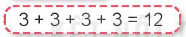 3 + 3 + 3 + 3 = 12